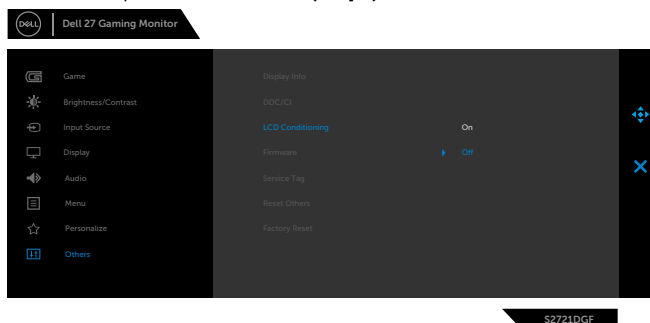 DELL
Dell 27 Gaming Monitor
Game
Display Info
Brightness/Contrast
DDC/CI
Input Source
LCD Conditioning
On
Display
Firmware
Off
Audio
Service Tag
Menu
Reset Others
Personalize
Factory Reset
Others
S2721DGF